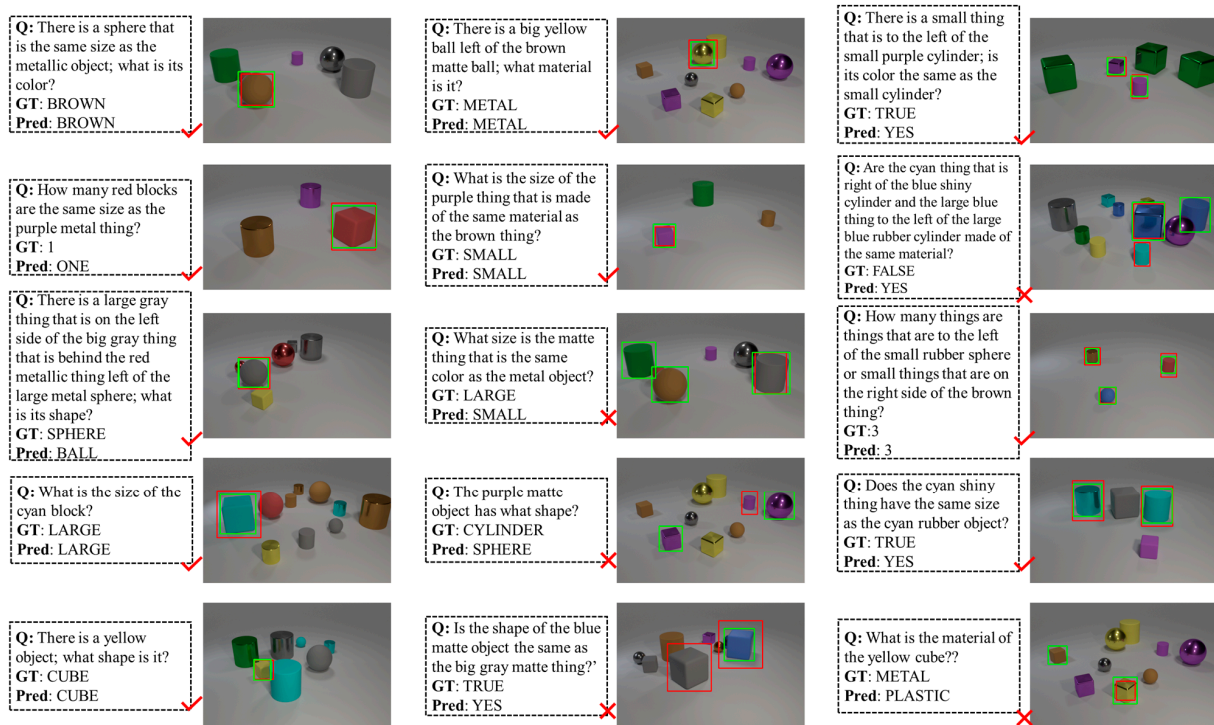 Q: There is a sphere that
is the same size as the
metallic object; what is its
color?
GT: BROWN
Pred: BROWN
Q: There is a big yellow
ball left of the brown
matte ball; what material
is it?
GT: METAL
Pred: METAL
Q: There is a small thing
that is to the left of the
small purple cylinder; is
its color the same as the
small cylinder?
GT: TRUE
Pred: YES
Q: How many red blocks
are the same size as the
purple metal thing?
GT: 1
Pred: ONE
Q: What is the size of the
purple thing that is made
of the same material as
the brown thing?
GT: SMALL
Pred: SMALL
Q: Are the cyan thing that is
right of the blue shiny
cylinder and the large blue
thing to the left of the large
blue rubber cylinder made of
the same material?
GT: FALSE
Pred: YES
Q: There is a large gray
thing that is on the left
side of the big gray thing
that is behind the red
metallic thing left of the
large metal sphere; what
is its shape?
GT: SPHERE
Pred: BALL
Q: What size is the matte
thing that is the same
color as the metal object?
GT: LARGE
Pred: SMALL
Q: How many things are
things that are to the left
of the small rubber sphere
or small things that are on
the right side of the brown
thing?
GT:3
Pred: 3
Q: What is the size of the
cyan block?
GT: LARGE
Pred: LARGE
Q: The purple matte
object has what shape?
GT: CYLINDER
Pred: SPHERE
Q: Does the cyan shiny
thing have the same size
as the cyan rubber object?
GT: TRUE
Pred: YES
Q: There is a yellow
object; what shape is it?
GT: CUBE
Pred: CUBE
Q: Is the shape of the blue
matte object the same as
the big gray matte thing?'
GT: TRUE
Pred: YES
Q: What is the material of
the yellow cube??
GT: METAL
Pred: PLASTIC